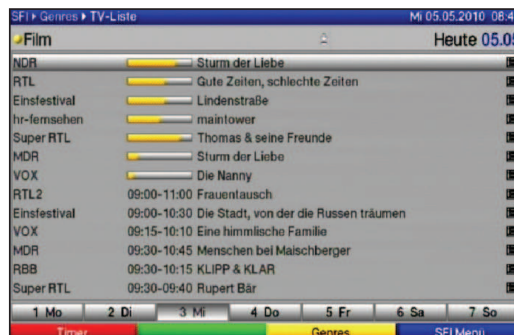 SFI ▸ Genres ▸ TV-Liste Mi 05.05.2010 08:4
Film Heute 05.05
NDR Sturm der Liebe
RTL Gute Zeiten, schlechte Zeiten
Einsfestival Lindenstraße
hr-fernsehen maintower
Super RTL Thomas & seine Freunde
MDR Sturm der Liebe
VOX Die Nanny
RTL2 09:00-11:00 Frauentausch
Einsfestival 09:00-10:30 Die Stadt, von der die Russen träumen
VOX 09:15-10:10 Eine himmlische Familie
MDR 09:30-10:45 Menschen bei Maischberger
RBB 09:30-10:15 KLIPP & KLAR
Super RTL 09:30-09:40 Rupert Bär
1 Mo 2 Di 3 Mi 4 Do 5 Fr 6 Sa 7 So
Timer Genres SFI Menü